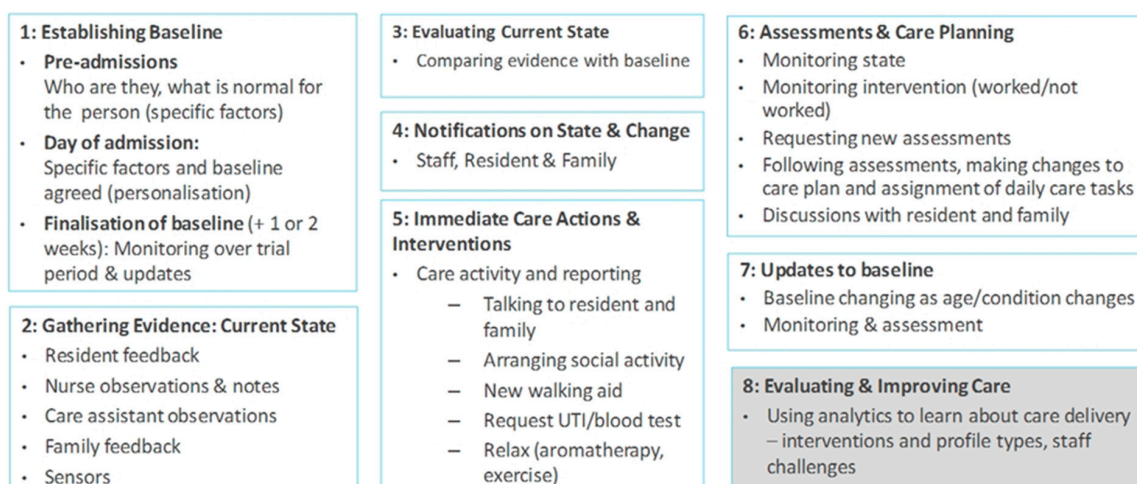 1: Establishing Baseline
• Pre-admissions
Who are they, what is normal for
the person (specific factors)
• Day of admission:
Specific factors and baseline
agreed (personalisation)
• Finalisation of baseline (+ 1 or 2
weeks): Monitoring over trial
period & updates
2: Gathering Evidence: Current State
• Resident feedback
• Nurse observations & notes
• Care assistant observations
• Family feedback
• Sensors
3: Evaluating Current State
• Comparing evidence with baseline
4: Notifications on State & Change
• Staff, Resident & Family
5: Immediate Care Actions &
Interventions
• Care activity and reporting
– Talking to resident and
family
– Arranging social activity
– New walking aid
– Request UTI/blood test
– Relax (aromatherapy,
exercise)
6: Assessments & Care Planning
• Monitoring state
• Monitoring intervention (worked/not
worked)
• Requesting new assessments
• Following assessments, making changes to
care plan and assignment of daily care tasks
• Discussions with resident and family
7: Updates to baseline
• Baseline changing as age/condition changes
• Monitoring & assessment
8: Evaluating & Improving Care
• Using analytics to learn about care delivery
– interventions and profile types, staff
challenges